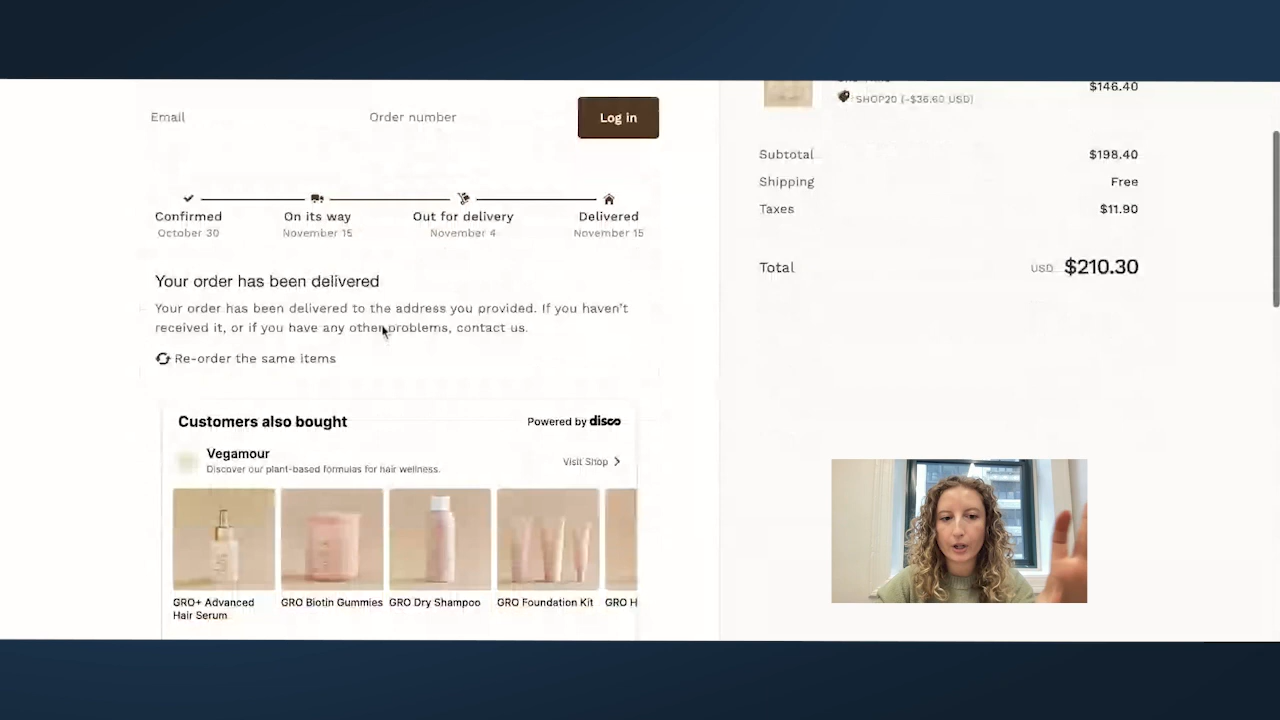 Email
Order number
Log in
Confirmed
October 30
On its way
November 15
Out for delivery
November 4
Delivered
November 15
Your order has been delivered
Your order has been delivered to the address you provided. If you haven't
received it, or if you have any other problems, contact us.
Re-order the same items
Customers also bought
Powered by disco
Vegamour
Discover our plant-based formulas for hair wellness.
Visit Shop
GRO+ Advanced
Hair Serum
GRO Biotin Gummies
GRO Dry Shampoo
GRO Foundation Kit
GRO H
$146.40
SHOP20 (-$36.60 USD)
Subtotal
$198.40
Shipping
Free
Taxes
$11.90
Total
USD $210.30